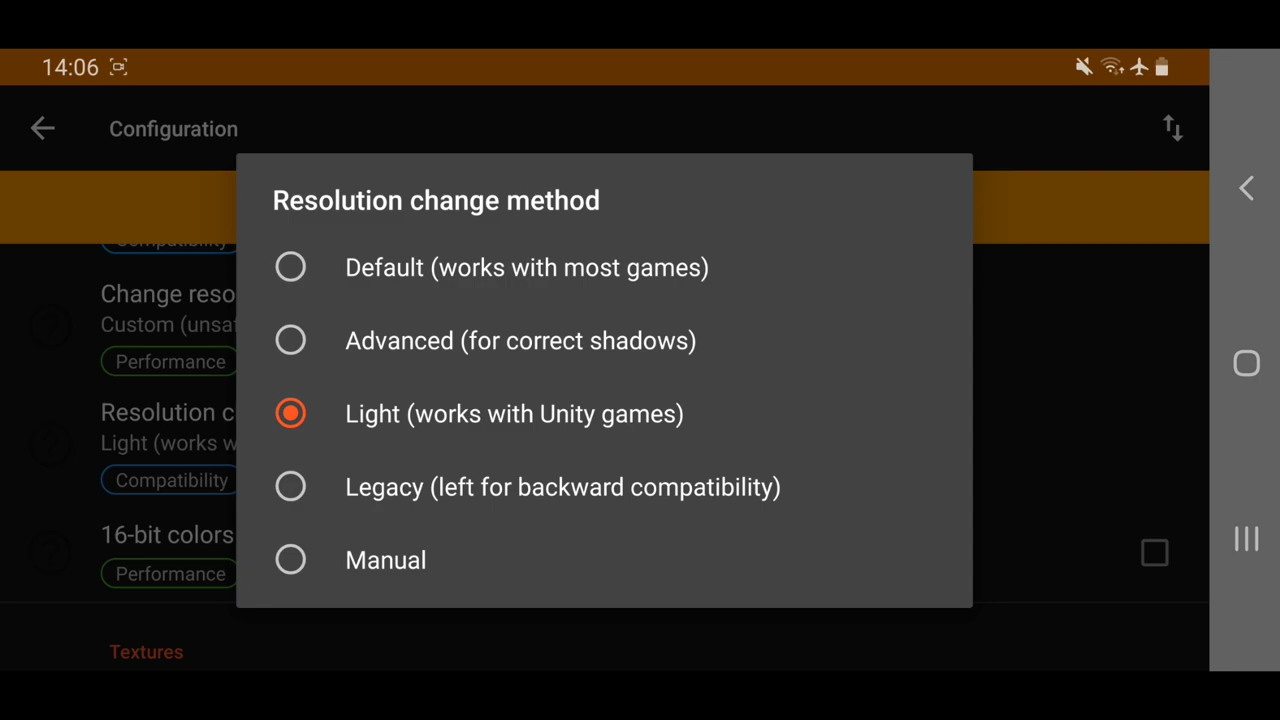 14:06
Configuration
Resolution change method
Default (works with most games)
Advanced (for correct shadows)
Light (works with Unity games)
Legacy (left for backward compatibility)
Manual
Compatibility
Change reso
Custom (unsa
Performance
Resolution c
Light (works w
Compatibility
16-bit colors
Performance
Textures